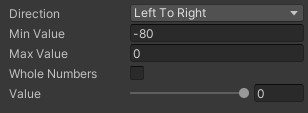 Direction Left To Right
Min Value -80
Max Value 0
Whole Numbers
Value 0